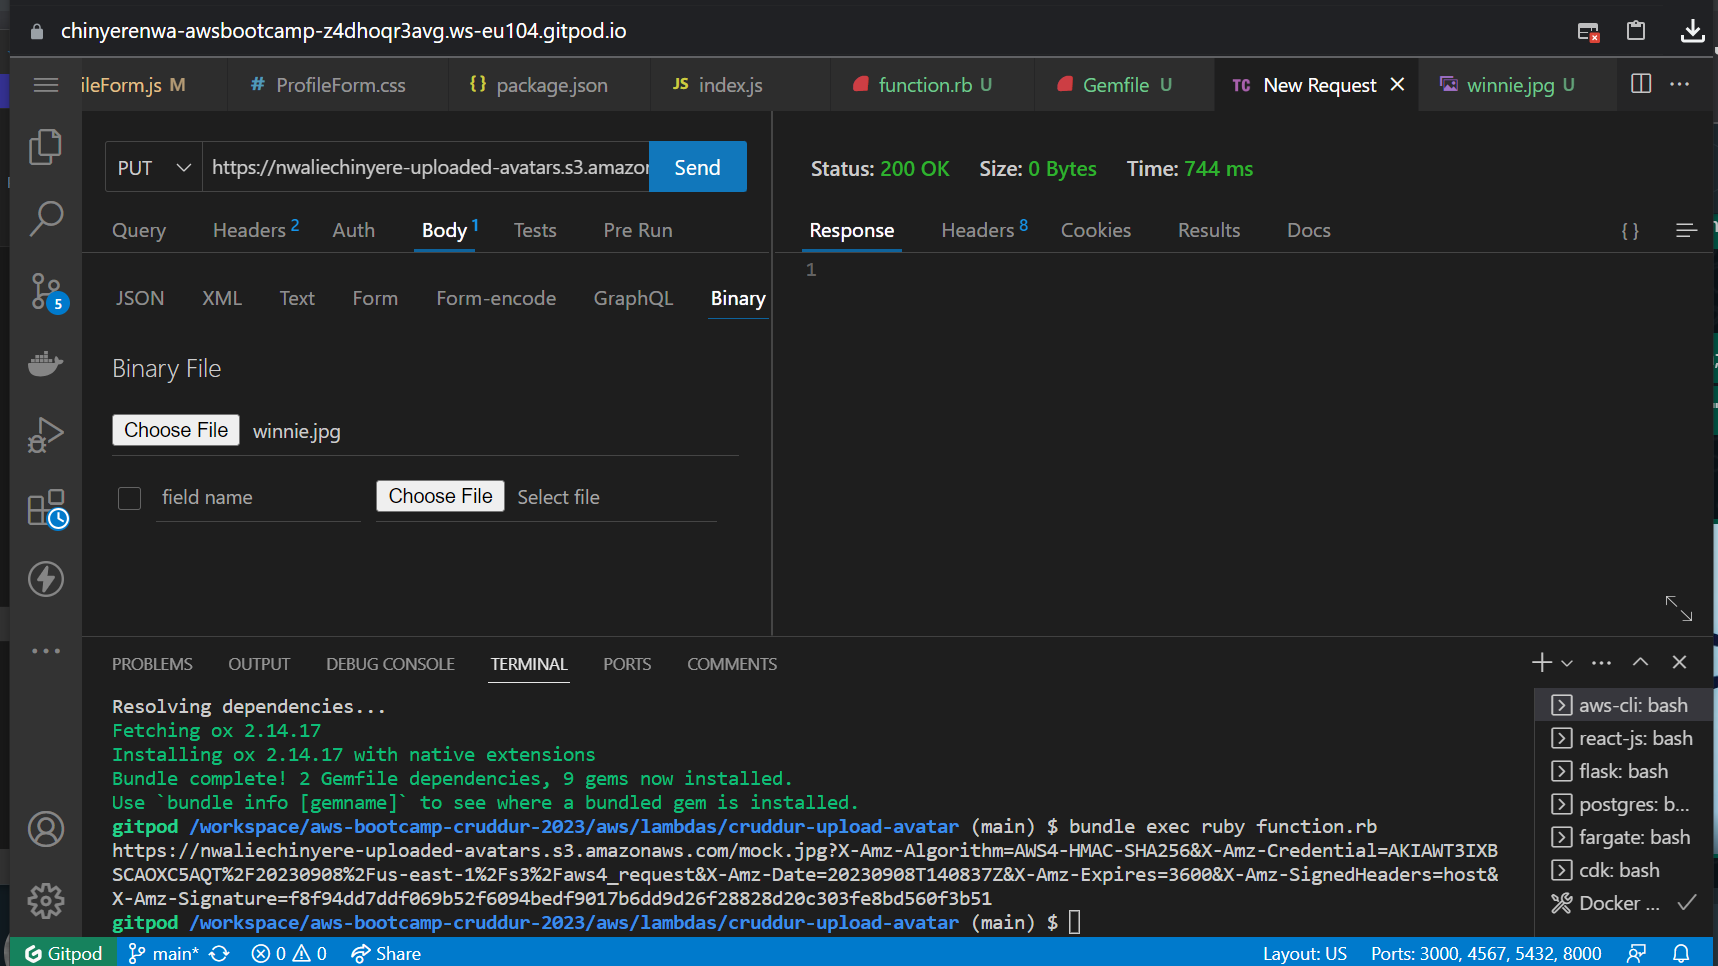 chinyerenwa-awsbootcamp-z4dhoqr3avg.ws-eu104.gitpod.io
ileForm.js M
# ProfileForm.css
{} package.json
JS index.js
function.rb U
Gemfile U
TC New Request
winnie.jpg U
PUT
https://nwaliechinyere-uploaded-avatars.s3.amazon
Send
Status: 200 OK Size: 0 Bytes Time: 744 ms
Query Headers 2 Auth Body 1 Tests Pre Run
Response Headers 8 Cookies Results Docs {}
1
JSON XML Text Form Form-encode GraphQL Binary
Binary File
Choose File winnie.jpg
field name Choose File Select file
5
PROBLEMS OUTPUT DEBUG CONSOLE TERMINAL PORTS COMMENTS
Resolving dependencies...
Fetching ox 2.14.17
Installing ox 2.14.17 with native extensions
Bundle complete! 2 Gemfile dependencies, 9 gems now installed.
Use `bundle info [gemname]` to see where a bundled gem is installed.
gitpod /workspace/aws-bootcamp-cruddur-2023/aws/lambdas/cruddur-upload-avatar (main) $ bundle exec ruby function.rb
https://nwaliechinyere-uploaded-avatars.s3.amazonaws.com/mock.jpg?X-Amz-Algorithm=AWS4-HMAC-SHA256&X-Amz-Credential=AKIAWT3IXB
SCAOXC5AQT%2F20230908%2Fus-east-1%2Fs3%2Faws4_request&X-Amz-Date=20230908T140837Z&X-Amz-Expires=3600&X-Amz-SignedHeaders=host&
X-Amz-Signature=f8f94dd7ddf069b52f6094bedf9017b6dd9d26f28828d20c303fe8bd560f3b51
gitpod /workspace/aws-bootcamp-cruddur-2023/aws/lambdas/cruddur-upload-avatar (main) $
aws-cli: bash
react-js: bash
flask: bash
postgres: b...
fargate: bash
cdk: bash
Docker ...
Gitpod main* 0 0 Share
Layout: US Ports: 3000, 4567, 5432, 8000